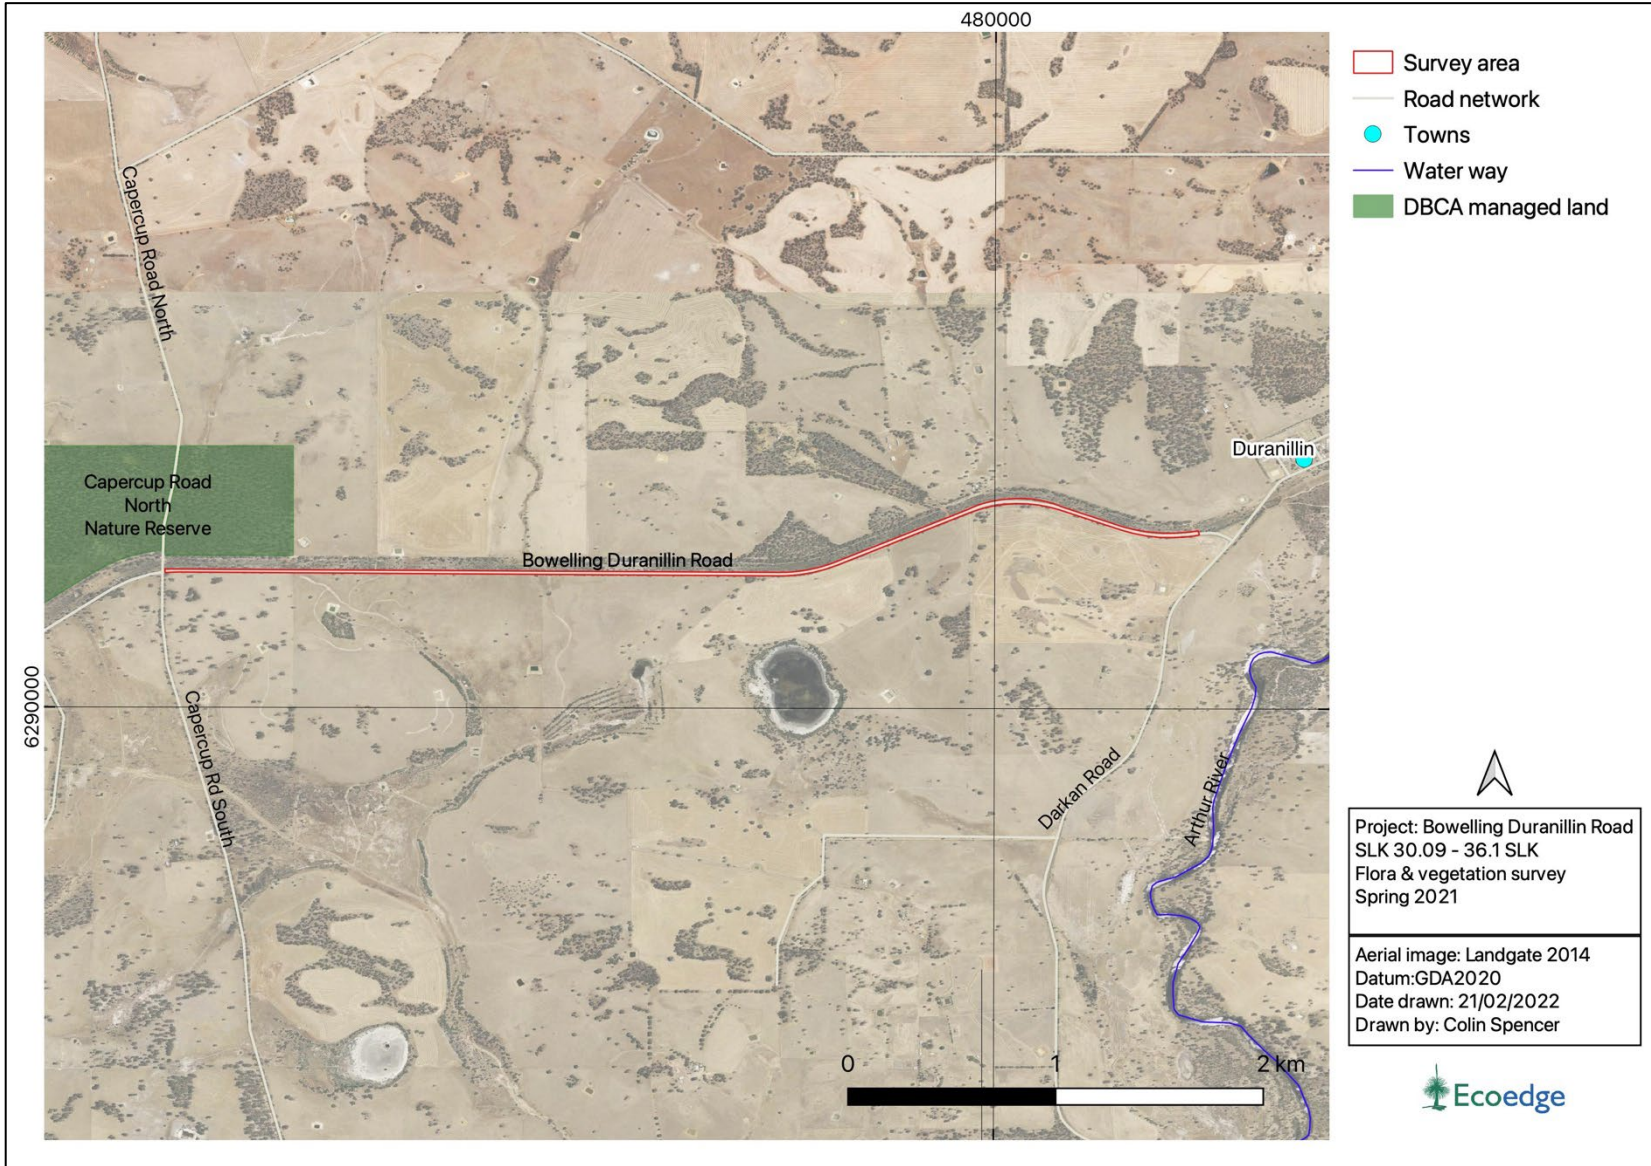 480000
Survey area
Road network
Towns
Water way
DBCA managed land
Capercup Road North
Duranillin
Capercup Road
North
Nature Reserve
Bowelling Duranillin Road
6290000
Capercup Rd South
Darkan Road
Arthur River
Project: Bowelling Duranillin Road
SLK 30.09 - 36.1 SLK
Flora & vegetation survey
Spring 2021
Aerial image: Landgate 2014
Datum:GDA2020
Date drawn: 21/02/2022
Drawn by: Colin Spencer
0 1 2 km
Ecoedge